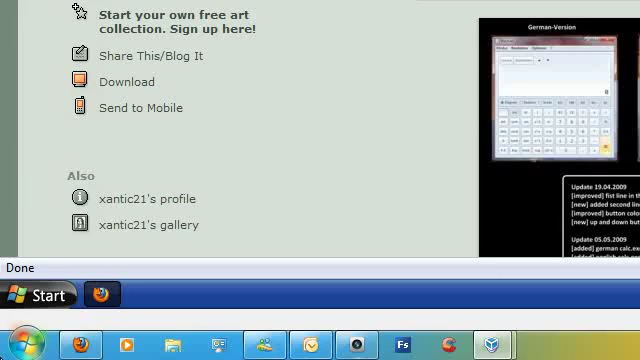 Start your own free art
collection. Sign up here!
Share This/Blog It
Download
Send to Mobile
Also
xantic21's profile
xantic21's gallery
German-Version
Update 19.04.2009
[improved] fist line in th
[new] added second line
[improved] button colou
[new] up and down but
Update 05.05.2009
[added] german calc.ex
Done
Start
Fs